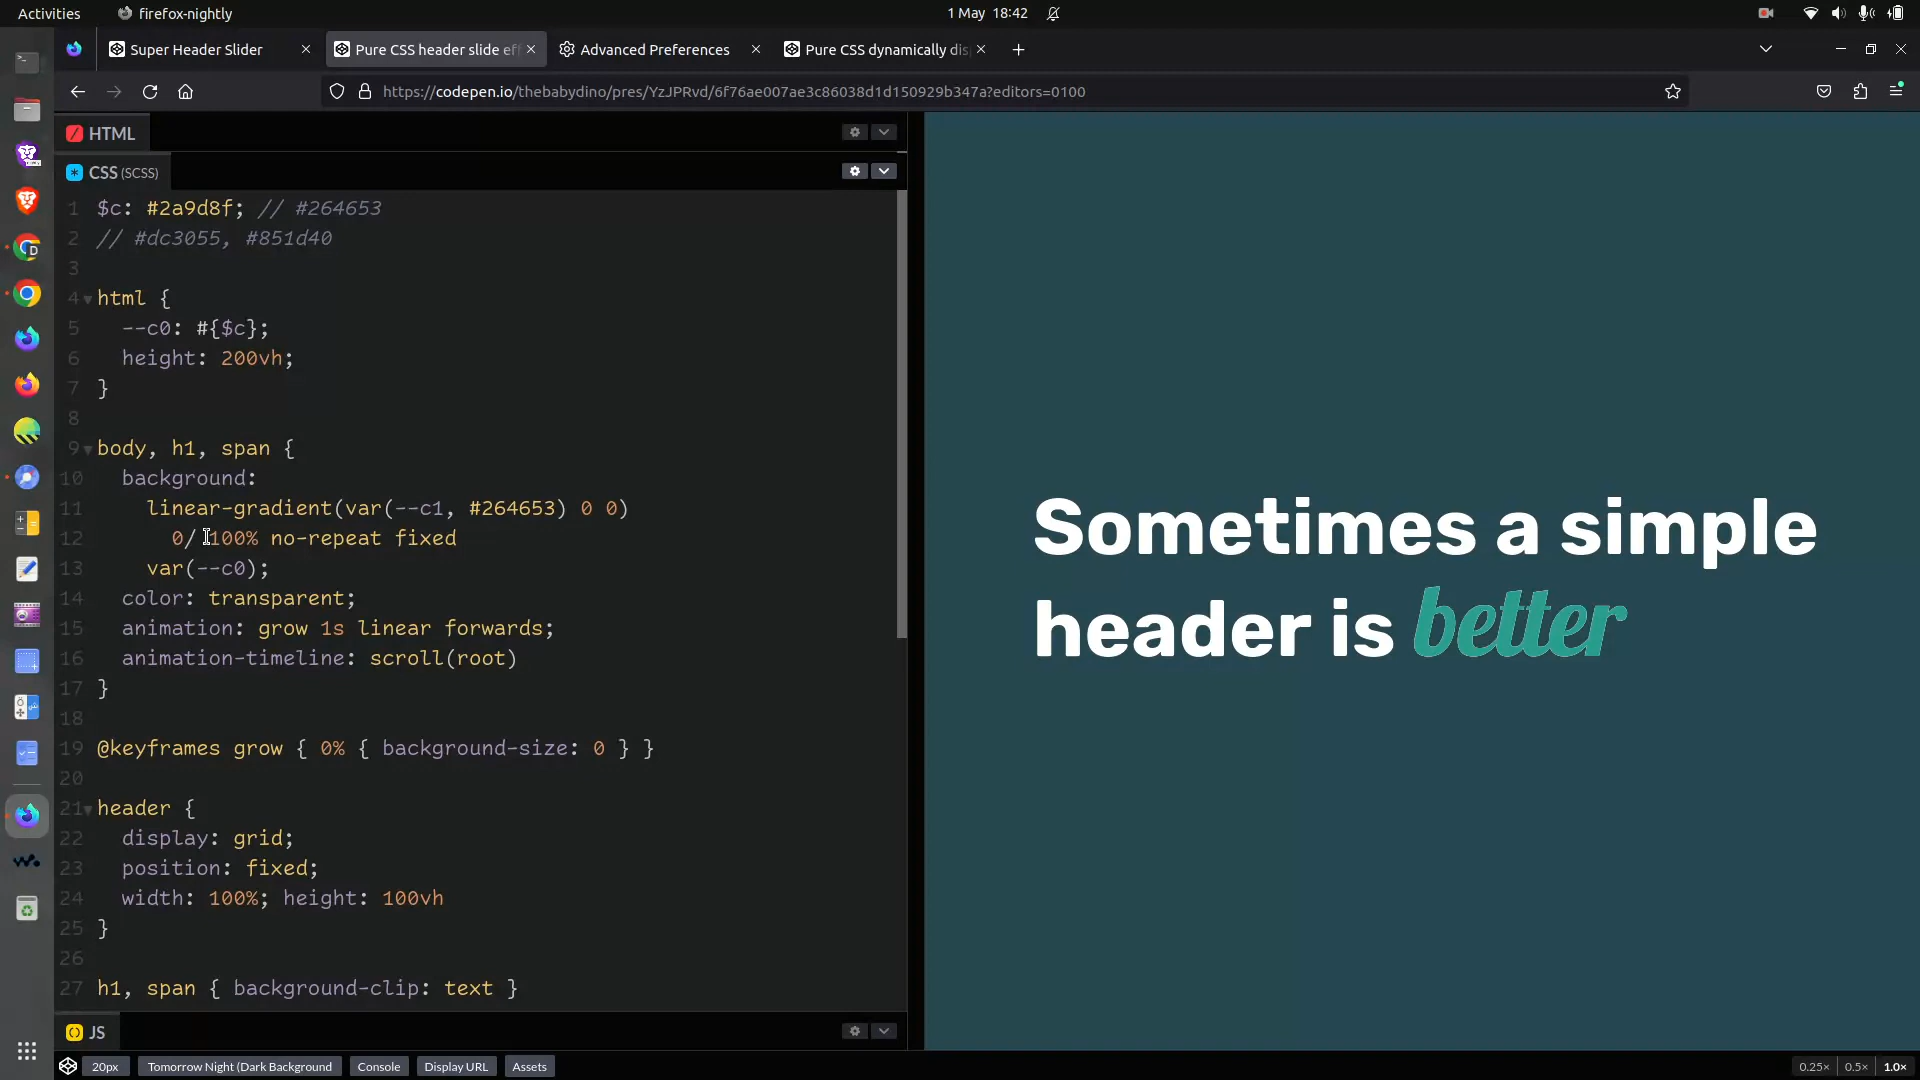 Activities
firefox-nightly
1 May 18:42
Super Header Slider
Pure CSS header slide eff
Advanced Preferences
Pure CSS dynamically dis
https://codepen.io/thebabydino/pres/YzJPRvd/6f76ae007ae3c86038d1d150929b347a?editors=0100
HTML
CSS (SCSS)
1 $c: #2a9d8f; // #264653
2 // #dc3055, #851d40
3
4 html {
5 --c0: #{$c};
6 height: 200vh;
7 }
8
9 body, h1, span {
10 background:
11 linear-gradient(var(--c1, #264653) 0 0)
12 0/ 100% no-repeat fixed
13 var(--c0);
14 color: transparent;
15 animation: grow 1s linear forwards;
16 animation-timeline: scroll(root)
17 }
18
19 @keyframes grow { 0% { background-size: 0 } }
20
21 header {
22 display: grid;
23 position: fixed;
24 width: 100%; height: 100vh
25 }
26
27 h1, span { background-clip: text }
Sometimes a simple
header is better
JS
20px
Tomorrow Night (Dark Background
Console
Display URL
Assets
0.25×
0.5×
1.0×